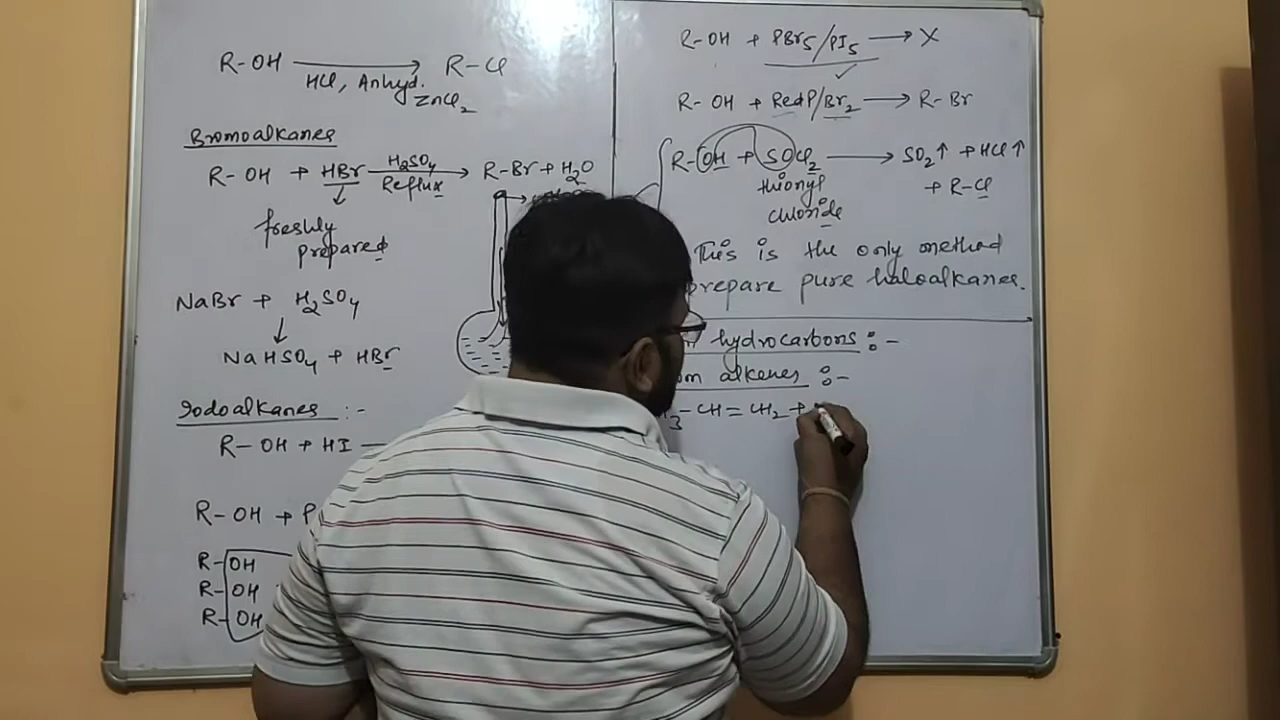 R-OH ⟶ R-Cl
HCl, Anhyd.
ZnCl₂
Bromoalkanes
R-OH + HBr ⟶ R-Br + H₂O
H₂SO₄
Reflux
freshly
prepared
NaBr + H₂SO₄
↓
NaHSO₄ + HBr
Iodoalkanes :-
R-OH + HI
R-OH + P
R-OH
R-OH
R-OH
R-OH + PBr₅/PI₅ ⟶ X
R-OH + Red P/Br₂ ⟶ R-Br
R-OH + SOCl₂ ⟶ SO₂↑ + HCl↑
+ R-Cl
thionyl
chloride
This is the only method
prepare pure haloalkanes.
hydrocarbons :-
alkenes :-
₃-CH=CH₂ +